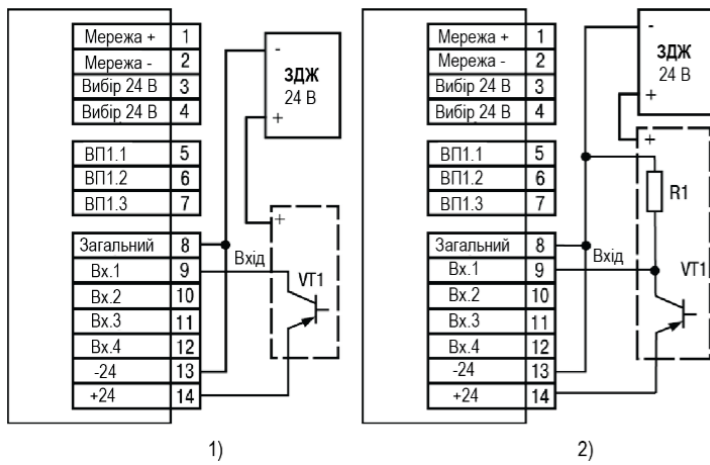 Мережа + 1
Мережа - 2
Вибір 24 В 3
Вибір 24 В 4
ВП1.1 5
ВП1.2 6
ВП1.3 7
Загальний 8
Вх.1 9
Вх.2 10
Вх.3 11
Вх.4 12
-24 13
+24 14
-
ЗДЖ
24 В
+
+
Вхід
VT1
1)
Мережа + 1
Мережа - 2
Вибір 24 В 3
Вибір 24 В 4
ВП1.1 5
ВП1.2 6
ВП1.3 7
Загальний 8
Вх.1 9
Вх.2 10
Вх.3 11
Вх.4 12
-24 13
+24 14
-
ЗДЖ
24 В
+
+
R1
Вхід
VT1
2)